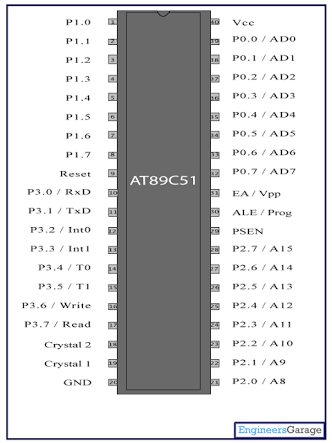 P1.0 1 40 Vcc
P1.1 2 39 P0.0 / AD0
P1.2 3 38 P0.1 / AD1
P1.3 4 37 P0.2 / AD2
P1.4 5 36 P0.3 / AD3
P1.5 6 35 P0.4 / AD4
P1.6 7 34 P0.5 / AD5
P1.7 8 33 P0.6 / AD6
Reset 9 32 P0.7 / AD7
AT89C51
P3.0 / RxD 10 31 EA / Vpp
P3.1 / TxD 11 30 ALE / Prog
P3.2 / Int0 12 29 PSEN
P3.3 / Int1 13 28 P2.7 / A15
P3.4 / T0 14 27 P2.6 / A14
P3.5 / T1 15 26 P2.5 / A13
P3.6 / Write 16 25 P2.4 / A12
P3.7 / Read 17 24 P2.3 / A11
Crystal 2 18 23 P2.2 / A10
Crystal 1 19 22 P2.1 / A9
GND 20 21 P2.0 / A8
EngineersGarage